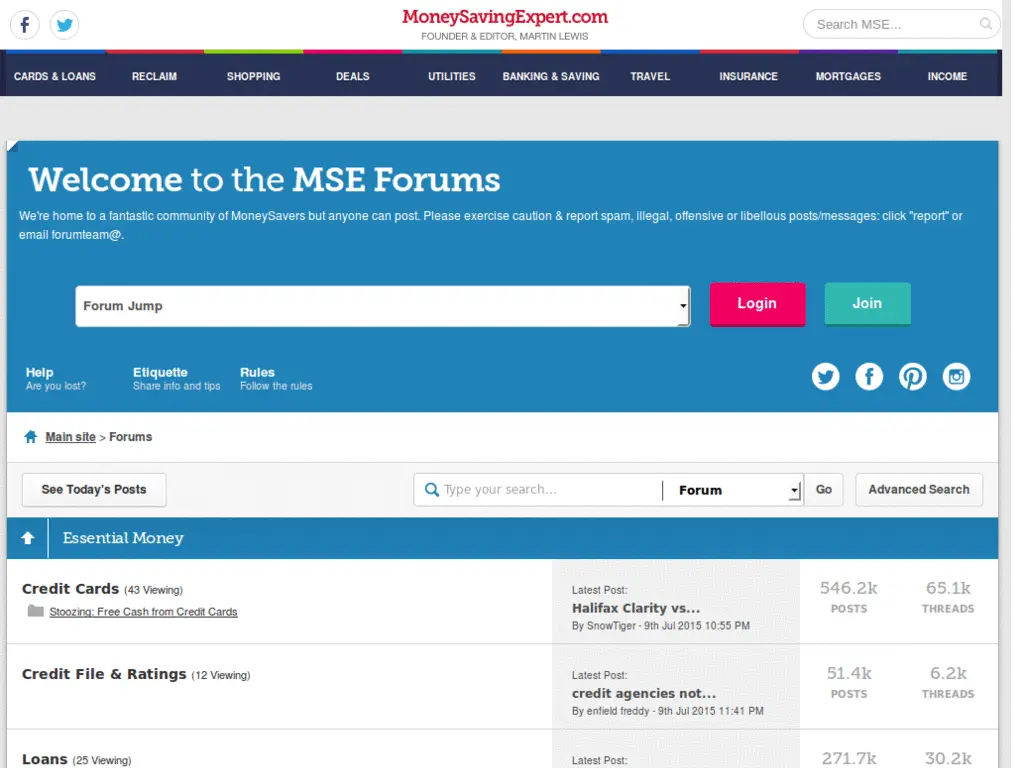 MoneySavingExpert.com
FOUNDER & EDITOR, MARTIN LEWIS
Search MSE...
CARDS & LOANS RECLAIM SHOPPING DEALS UTILITIES BANKING & SAVING TRAVEL INSURANCE MORTGAGES INCOME
Welcome to the MSE Forums
We're home to a fantastic community of MoneySavers but anyone can post. Please exercise caution & report spam, illegal, offensive or libellous posts/messages: click "report" or
email forumteam@.
Forum Jump Login Join
Help Etiquette Rules
Are you lost? Share info and tips Follow the rules
Main site > Forums
See Today's Posts Type your search... Forum Go Advanced Search
Essential Money
Credit Cards (43 Viewing)
Stoozing: Free Cash from Credit Cards
Latest Post:
Halifax Clarity vs...
By SnowTiger - 9th Jul 2015 10:55 PM
546.2k 65.1k
POSTS THREADS
Credit File & Ratings (12 Viewing)
Latest Post:
credit agencies not...
By enfield freddy - 9th Jul 2015 11:41 PM
51.4k 6.2k
POSTS THREADS
Loans (25 Viewing)
Latest Post:
271.7k 30.2k